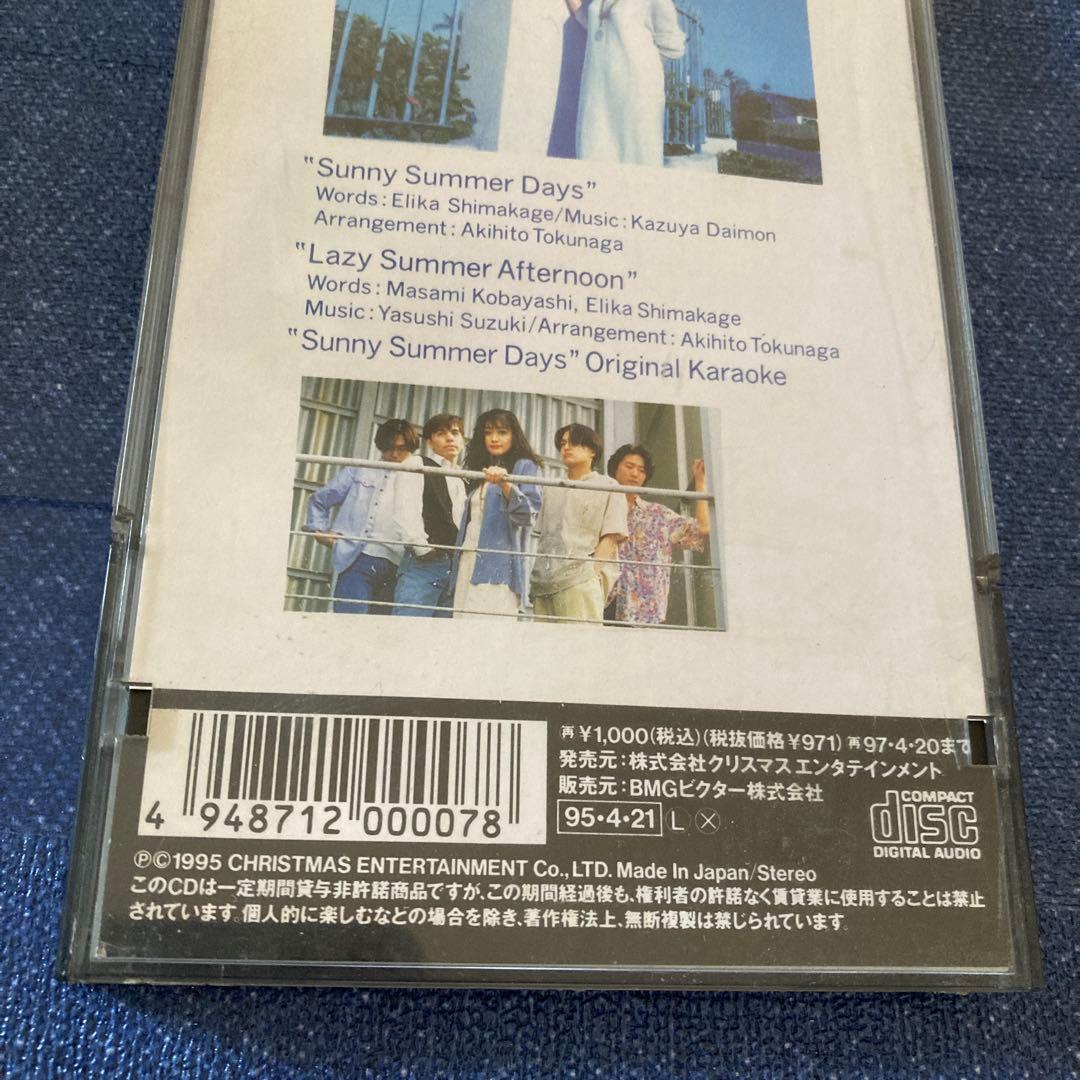 "Sunny Summer Days"
Words: Elika Shimakage/Music: Kazuya Daimon
Arrangement: Akihito Tokunaga
"Lazy Summer Afternoon"
Words: Masami Kobayashi, Elika Shimakage
Music: Yasushi Suzuki/Arrangement: Akihito Tokunaga
"Sunny Summer Days" Original Karaoke
再¥1,000(税込)(税抜価格¥971)再97・4・20まで
発売元:株式会社クリスマスエンタテインメント
販売元:BMGビクター株式会社
95・4・21 L X
COMPACT
disc
DIGITAL AUDIO
4 948712 000078
ⓅⒸ1995 CHRISTMAS ENTERTAINMENT Co., LTD. Made In Japan/Stereo
このCDは一定期間貸与非許諾商品ですが、この期間経過後も、権利者の許諾なく賃貸業に使用することは禁止
されています。個人的に楽しむなどの場合を除き、著作権法上、無断複製は禁じられています。